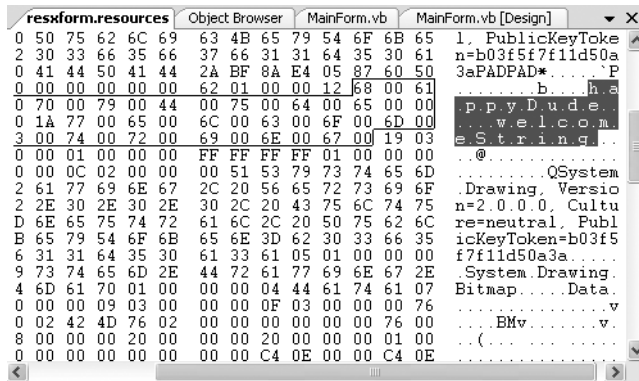 resxform.resources Object Browser MainForm.vb MainForm.vb [Design]
0 50 75 62 6C 69 63 4B 65 79 54 6F 6B 65 l, PublicKeyToke
2 30 33 66 35 66 37 66 31 31 64 35 30 61 n=b03f5f7f11d50a
0 41 44 50 41 44 2A BF 8A E4 05 87 60 50 3aPADPAD*.....`P
0 00 00 00 00 00 62 01 00 00 12 68 00 61 ........b....h.a
0 70 00 79 00 44 00 75 00 64 00 65 00 00 .p.p.y.D.u.d.e..
0 1A 77 00 65 00 6C 00 63 00 6F 00 6D 00 ....w.e.l.c.o.m.
3 00 74 00 72 00 69 00 6E 00 67 00 19 03 e.S.t.r.i.n.g...
0 00 01 00 00 00 FF FF FF FF 01 00 00 00 ..@.............
0 00 0C 02 00 00 00 51 53 79 73 74 65 6D .........QSystem
2 61 77 69 6E 67 2C 20 56 65 72 73 69 6F .Drawing, Versio
2 2E 30 2E 30 2E 30 2C 20 43 75 6C 74 75 n=2.0.0.0, Cultu
D 6E 65 75 74 72 61 6C 2C 20 50 75 62 6C re=neutral, Publ
B 65 79 54 6F 6B 65 6E 3D 62 30 33 66 35 icKeyToken=b03f5
6 31 31 64 35 30 61 33 61 05 01 00 00 00 f7f11d50a3a.....
9 73 74 65 6D 2E 44 72 61 77 69 6E 67 2E .System.Drawing.
4 6D 61 70 01 00 00 00 04 44 61 74 61 07 Bitmap.....Data.
0 00 00 09 03 00 00 00 0F 03 00 00 00 76 ...............v
0 02 42 4D 76 02 00 00 00 00 00 00 76 00 ....BMv.......v.
8 00 00 00 20 00 00 00 20 00 00 00 01 00 ..(... ... .....
0 00 00 00 00 00 00 00 C4 0E 00 00 C4 0E ................